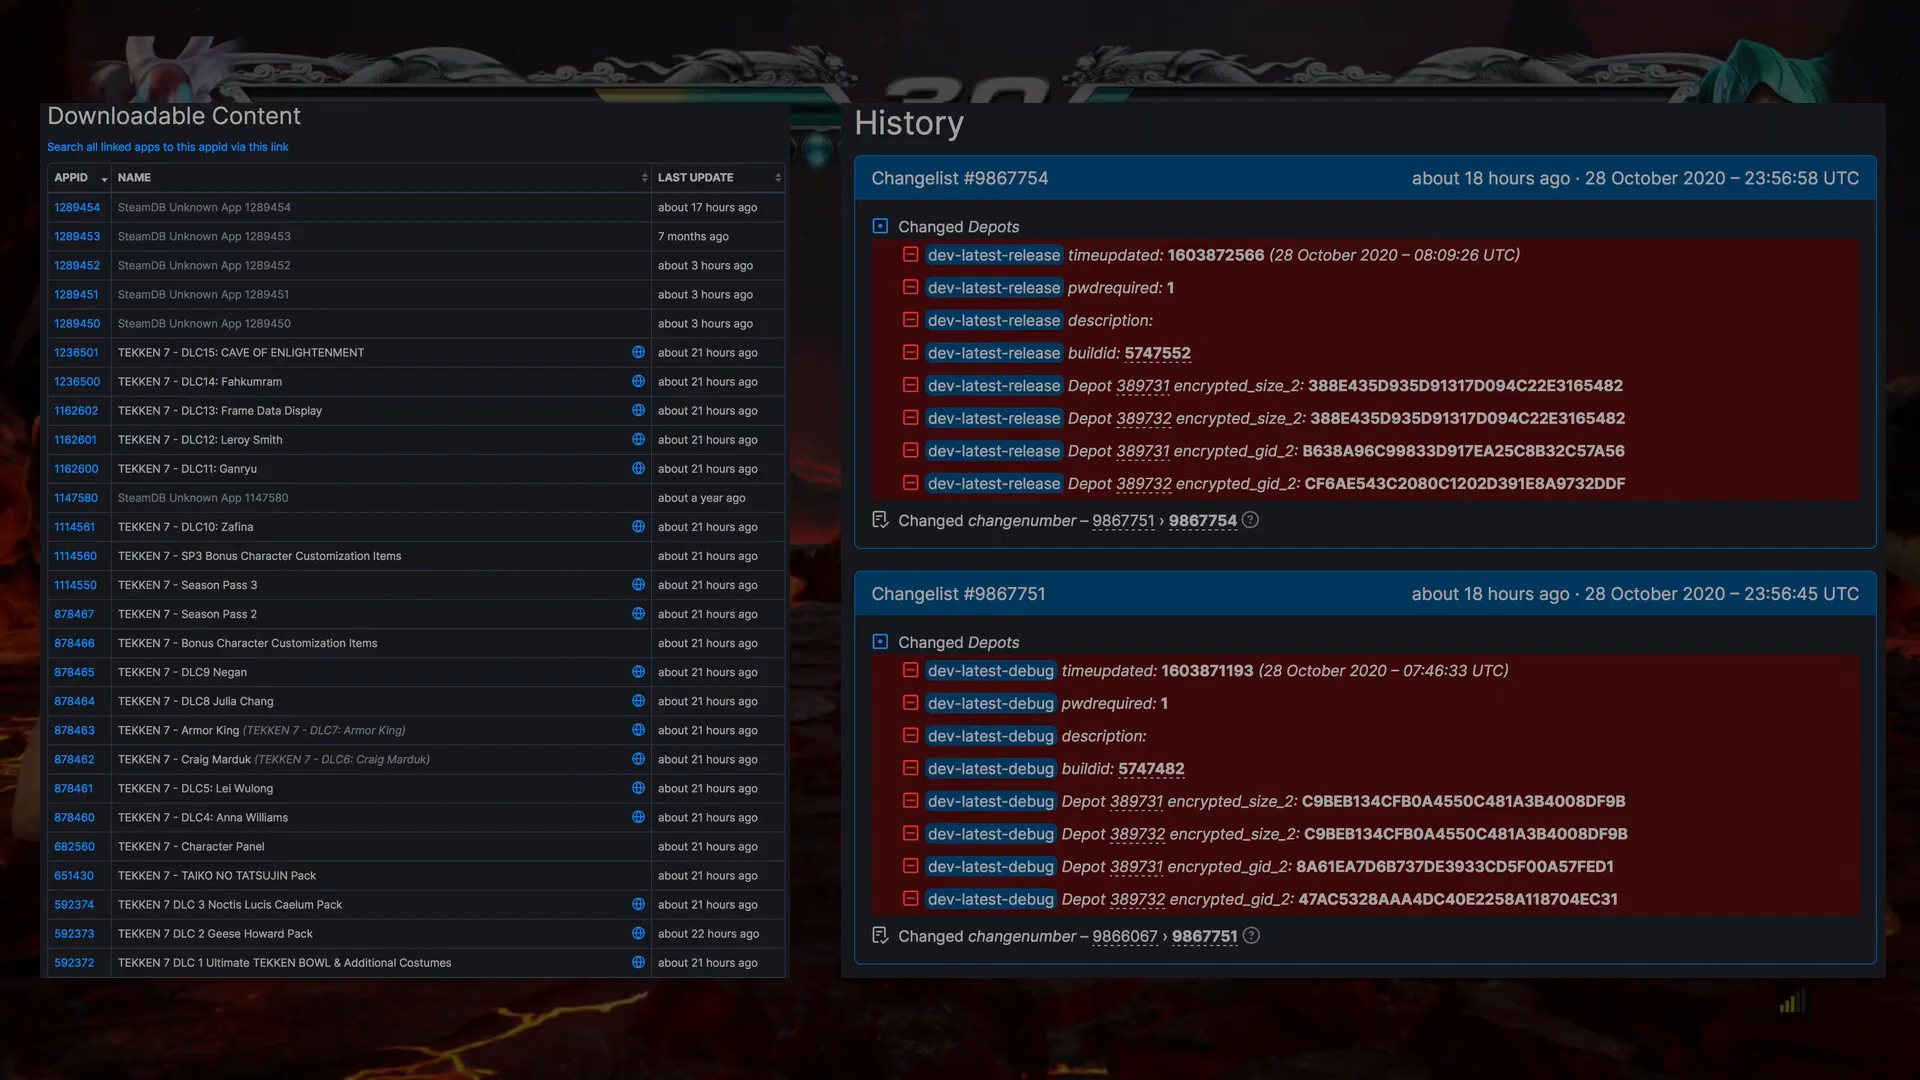 30
Downloadable Content
Search all linked apps to this appid via this link
APPID NAME LAST UPDATE
1289454 SteamDB Unknown App 1289454 about 17 hours ago
1289453 SteamDB Unknown App 1289453 7 months ago
1289452 SteamDB Unknown App 1289452 about 3 hours ago
1289451 SteamDB Unknown App 1289451 about 3 hours ago
1289450 SteamDB Unknown App 1289450 about 3 hours ago
1236501 TEKKEN 7 - DLC15: CAVE OF ENLIGHTENMENT about 21 hours ago
1236500 TEKKEN 7 - DLC14: Fahkumram about 21 hours ago
1162602 TEKKEN 7 - DLC13: Frame Data Display about 21 hours ago
1162601 TEKKEN 7 - DLC12: Leroy Smith about 21 hours ago
1162600 TEKKEN 7 - DLC11: Ganryu about 21 hours ago
1147580 SteamDB Unknown App 1147580 about a year ago
1114561 TEKKEN 7 - DLC10: Zafina about 21 hours ago
1114560 TEKKEN 7 - SP3 Bonus Character Customization Items about 21 hours ago
1114550 TEKKEN 7 - Season Pass 3 about 21 hours ago
878467 TEKKEN 7 - Season Pass 2 about 21 hours ago
878466 TEKKEN 7 - Bonus Character Customization Items about 21 hours ago
878465 TEKKEN 7 - DLC9 Negan about 21 hours ago
878464 TEKKEN 7 - DLC8 Julia Chang about 21 hours ago
878463 TEKKEN 7 - Armor King (TEKKEN 7 - DLC7: Armor King) about 21 hours ago
878462 TEKKEN 7 - Craig Marduk (TEKKEN 7 - DLC6: Craig Marduk) about 21 hours ago
878461 TEKKEN 7 - DLC5: Lei Wulong about 21 hours ago
878460 TEKKEN 7 - DLC4: Anna Williams about 21 hours ago
682560 TEKKEN 7 - Character Panel about 21 hours ago
651430 TEKKEN 7 - TAIKO NO TATSUJIN Pack about 21 hours ago
592374 TEKKEN 7 DLC 3 Noctis Lucis Caelum Pack about 21 hours ago
592373 TEKKEN 7 DLC 2 Geese Howard Pack about 22 hours ago
592372 TEKKEN 7 DLC 1 Ultimate TEKKEN BOWL & Additional Costumes about 21 hours ago
History
Changelist #9867754 about 18 hours ago · 28 October 2020 – 23:56:58 UTC
Changed Depots
dev-latest-release timeupdated: 1603872566 (28 October 2020 – 08:09:26 UTC)
dev-latest-release pwdrequired: 1
dev-latest-release description:
dev-latest-release buildid: 5747552
dev-latest-release Depot 389731 encrypted_size_2: 388E435D935D91317D094C22E3165482
dev-latest-release Depot 389732 encrypted_size_2: 388E435D935D91317D094C22E3165482
dev-latest-release Depot 389731 encrypted_gid_2: B638A96C99833D917EA25C8B32C57A56
dev-latest-release Depot 389732 encrypted_gid_2: CF6AE543C2080C1202D391E8A9732DDF
Changed changenumber – 9867751 › 9867754 ?
Changelist #9867751 about 18 hours ago · 28 October 2020 – 23:56:45 UTC
Changed Depots
dev-latest-debug timeupdated: 1603871193 (28 October 2020 – 07:46:33 UTC)
dev-latest-debug pwdrequired: 1
dev-latest-debug description:
dev-latest-debug buildid: 5747482
dev-latest-debug Depot 389731 encrypted_size_2: C9BEB134CFB0A4550C481A3B4008DF9B
dev-latest-debug Depot 389732 encrypted_size_2: C9BEB134CFB0A4550C481A3B4008DF9B
dev-latest-debug Depot 389731 encrypted_gid_2: 8A61EA7D6B737DE3933CD5F00A57FED1
dev-latest-debug Depot 389732 encrypted_gid_2: 47AC5328AAA4DC40E2258A118704EC31
Changed changenumber – 9866067 › 9867751 ?